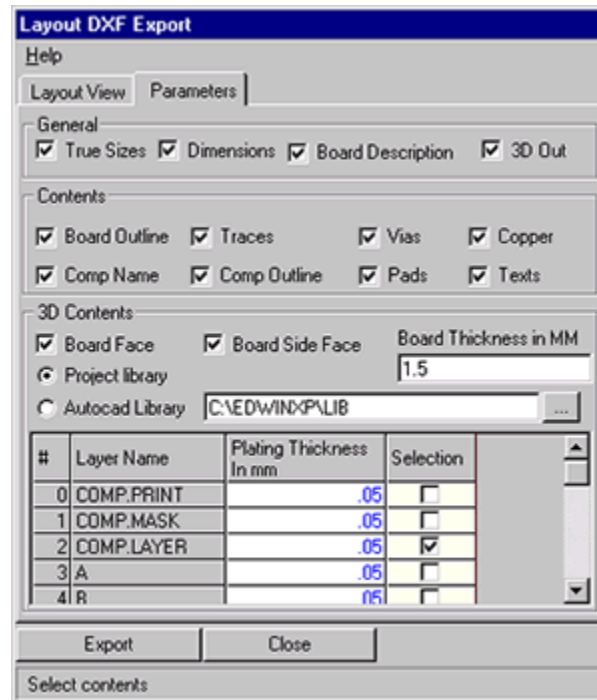 Layout DXF Export
Help
Layout View Parameters
General
True Sizes Dimensions Board Description 3D Out
Contents
Board Outline Traces Vias Copper
Comp Name Comp Outline Pads Texts
3D Contents
Board Face Board Side Face Board Thickness in MM
Project library 1.5
Autocad Library C:\EDWINXP\LIB ...
# Layer Name Plating Thickness In mm Selection
0 COMP.PRINT .05
1 COMP.MASK .05
2 COMP.LAYER .05
3 A .05
4 B .05
Export Close
Select contents